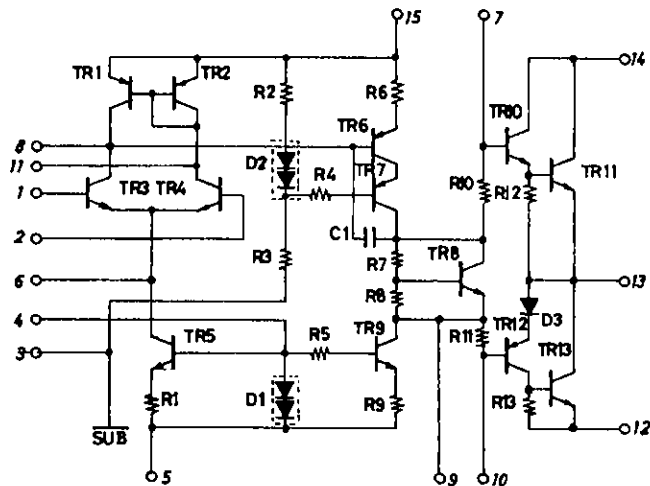 15 7
14
TR1 TR2
R2 R6
TR10
TR6
8
D2 TR7 TR11
11
R4 R10 R12
1 TR3 TR4
2
C1 TR8
R3 R7
6 13
R8
4 TR12 D3
R5 TR9 R11
3 TR5 TR13
R1 D1 R9 R13
SUB 12
5 9 10